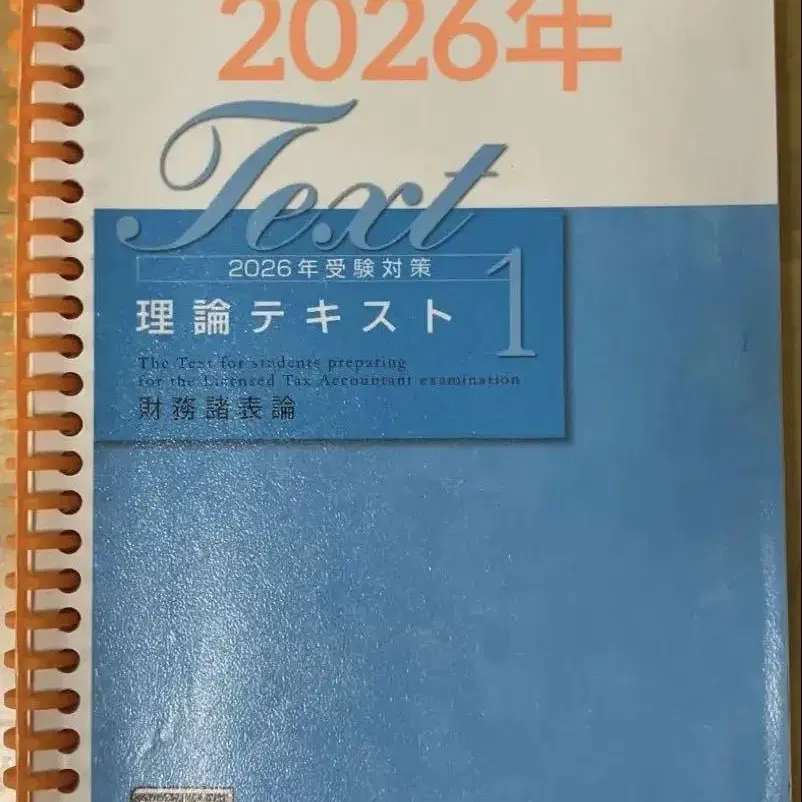 2026年
Text
2026年受験対策
1
理論テキスト
The Text for students preparing
for the Licensed Tax Accountant examination
財務諸表論